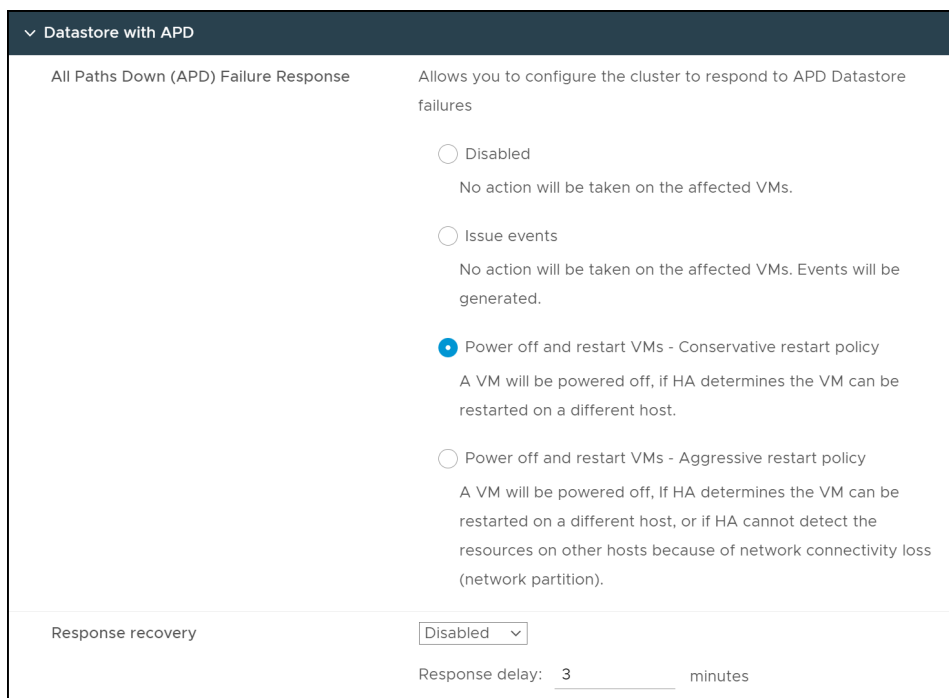 Datastore with APD
All Paths Down (APD) Failure Response
Allows you to configure the cluster to respond to APD Datastore
failures
Disabled
No action will be taken on the affected VMs.
Issue events
No action will be taken on the affected VMs. Events will be
generated.
Power off and restart VMs - Conservative restart policy
A VM will be powered off, if HA determines the VM can be
restarted on a different host.
Power off and restart VMs - Aggressive restart policy
A VM will be powered off, If HA determines the VM can be
restarted on a different host, or if HA cannot detect the
resources on other hosts because of network connectivity loss
(network partition).
Response recovery
Disabled
Response delay: 3 minutes